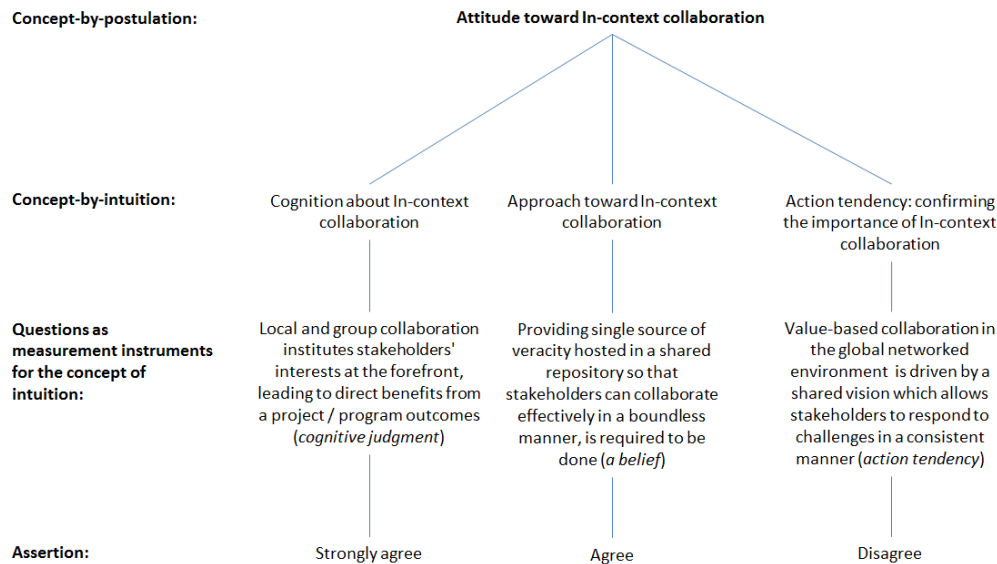 Concept-by-postulation:
Attitude toward In-context collaboration
Concept-by-intuition:
Cognition about In-context
collaboration
Approach toward In-context
collaboration
Action tendency: confirming
the importance of In-context
collaboration
Questions as
measurement instruments
for the concept of
intuition:
Local and group collaboration
institutes stakeholders'
interests at the forefront,
leading to direct benefits from
a project / program outcomes
(cognitive judgment)
Providing single source of
veracity hosted in a shared
repository so that
stakeholders can collaborate
effectively in a boundless
manner, is required to be
done (a belief)
Value-based collaboration in
the global networked
environment is driven by a
shared vision which allows
stakeholders to respond to
challenges in a consistent
manner (action tendency)
Assertion:
Strongly agree
Agree
Disagree